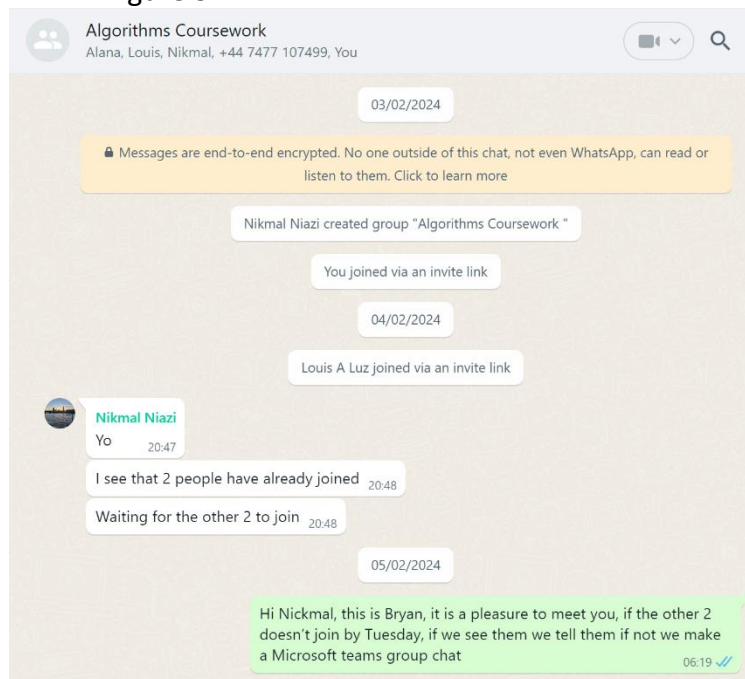 Algorithms Coursework
Alana, Louis, Nikmal, +44 7477 107499, You
03/02/2024
Messages are end-to-end encrypted. No one outside of this chat, not even WhatsApp, can read or
listen to them. Click to learn more
Nikmal Niazi created group "Algorithms Coursework "
You joined via an invite link
04/02/2024
Louis A Luz joined via an invite link
Nikmal Niazi
Yo 20:47
I see that 2 people have already joined 20:48
Waiting for the other 2 to join 20:48
05/02/2024
Hi Nickmal, this is Bryan, it is a pleasure to meet you, if the other 2
doesn't join by Tuesday, if we see them we tell them if not we make
a Microsoft teams group chat 06:19